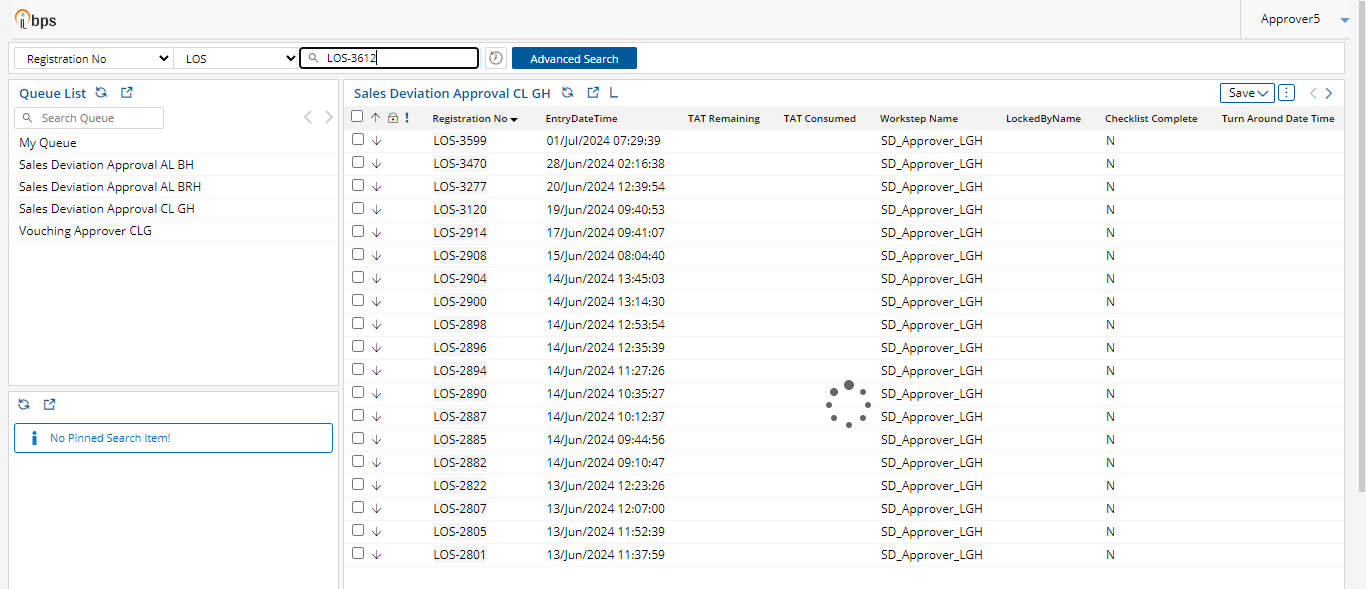 ibps
Approver5
Registration No LOS LOS-3612 Advanced Search
Queue List
Search Queue
My Queue
Sales Deviation Approval AL BH
Sales Deviation Approval AL BRH
Sales Deviation Approval CL GH
Vouching Approver CLG
No Pinned Search Item!
Sales Deviation Approval CL GH L Save
Registration No EntryDateTime TAT Remaining TAT Consumed Workstep Name LockedByName Checklist Complete Turn Around Date Time
LOS-3599 01/Jul/2024 07:29:39 SD_Approver_LGH N
LOS-3470 28/Jun/2024 02:16:38 SD_Approver_LGH N
LOS-3277 20/Jun/2024 12:39:54 SD_Approver_LGH N
LOS-3120 19/Jun/2024 09:40:53 SD_Approver_LGH N
LOS-2914 17/Jun/2024 09:41:07 SD_Approver_LGH N
LOS-2908 15/Jun/2024 08:04:40 SD_Approver_LGH N
LOS-2904 14/Jun/2024 13:45:03 SD_Approver_LGH N
LOS-2900 14/Jun/2024 13:14:30 SD_Approver_LGH N
LOS-2898 14/Jun/2024 12:53:54 SD_Approver_LGH N
LOS-2896 14/Jun/2024 12:35:39 SD_Approver_LGH N
LOS-2894 14/Jun/2024 11:27:26 SD_Approver_LGH N
LOS-2890 14/Jun/2024 10:35:27 SD_Approver_LGH N
LOS-2887 14/Jun/2024 10:12:37 SD_Approver_LGH N
LOS-2885 14/Jun/2024 09:44:56 SD_Approver_LGH N
LOS-2882 14/Jun/2024 09:10:47 SD_Approver_LGH N
LOS-2822 13/Jun/2024 12:23:26 SD_Approver_LGH N
LOS-2807 13/Jun/2024 12:07:00 SD_Approver_LGH N
LOS-2805 13/Jun/2024 11:52:39 SD_Approver_LGH N
LOS-2801 13/Jun/2024 11:37:59 SD_Approver_LGH N